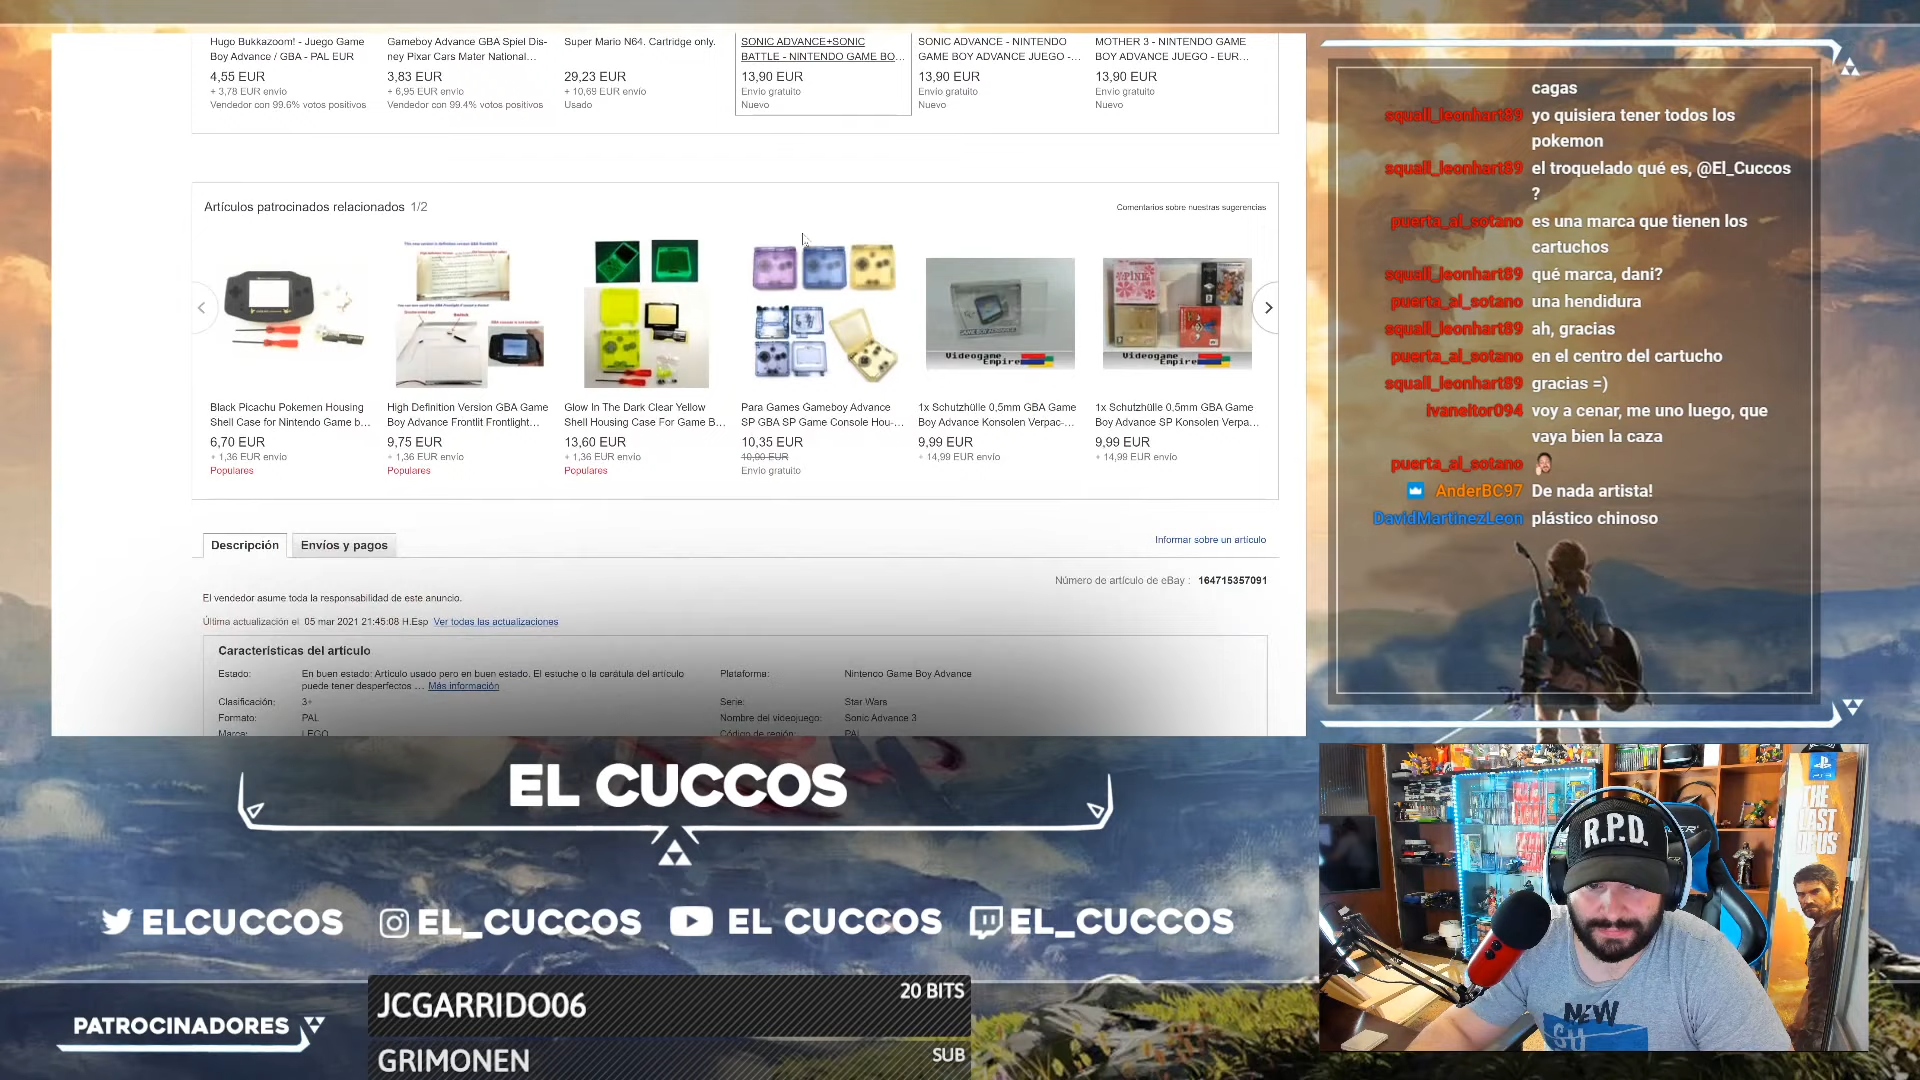 Hugo Bukkazoom! - Juego Game
Boy Advance / GBA - PAL EUR
4,55 EUR
+ 3,78 EUR envío
Vendedor con 99.6% votos positivos
Gameboy Advance GBA Spiel Dis-
ney Pixar Cars Mater National...
3,83 EUR
+ 6,95 EUR envío
Vendedor con 99.4% votos positivos
Super Mario N64. Cartridge only.
29,23 EUR
+ 10,69 EUR envío
Usado
SONIC ADVANCE+SONIC
BATTLE - NINTENDO GAME BO...
13,90 EUR
Envío gratuito
Nuevo
SONIC ADVANCE - NINTENDO
GAME BOY ADVANCE JUEGO -...
13,90 EUR
Envío gratuito
Nuevo
MOTHER 3 - NINTENDO GAME
BOY ADVANCE JUEGO - EUR...
13,90 EUR
Envío gratuito
Nuevo
Artículos patrocinados relacionados 1/2
Comentarios sobre nuestras sugerencias
Videogame
Empire
PINK
Videogame
Empire
Black Picachu Pokemen Housing
Shell Case for Nintendo Game b...
6,70 EUR
+ 1,36 EUR envío
Populares
High Definition Version GBA Game
Boy Advance Frontlit Frontlight...
9,75 EUR
+ 1,36 EUR envío
Populares
Glow In The Dark Clear Yellow
Shell Housing Case For Game B...
13,60 EUR
+ 1,36 EUR envío
Populares
Para Games Gameboy Advance
SP GBA SP Game Console Hou-...
10,35 EUR
10,90 EUR
Envío gratuito
1x Schutzhülle 0,5mm GBA Game
Boy Advance Konsolen Verpac-...
9,99 EUR
+ 14,99 EUR envío
1x Schutzhülle 0,5mm GBA Game
Boy Advance SP Konsolen Verpa...
9,99 EUR
+ 14,99 EUR envío
Descripción
Envíos y pagos
Informar sobre un artículo
Número de artículo de eBay : 164715357091
El vendedor asume toda la responsabilidad de este anuncio.
Última actualización el 05 mar 2021 21:45:08 H.Esp Ver todas las actualizaciones
Características del artículo
Estado: En buen estado: Artículo usado pero en buen estado. El estuche o la carátula del artículo
puede tener desperfectos ... Más información
Plataforma: Nintendo Game Boy Advance
Clasificación: 3+
Serie: Star Wars
Formato: PAL
Nombre del videojuego: Sonic Advance 3
Marca: LEGO
Código de región: PAL
cagas
squall_leonhart89 yo quisiera tener todos los
pokemon
squall_leonhart89 el troquelado qué es, @El_Cuccos
?
puerta_al_sotano es una marca que tienen los
cartuchos
squall_leonhart89 qué marca, dani?
puerta_al_sotano una hendidura
squall_leonhart89 ah, gracias
puerta_al_sotano en el centro del cartucho
squall_leonhart89 gracias =)
ivaneitor094 voy a cenar, me uno luego, que
vaya bien la caza
puerta_al_sotano
AnderBC97 De nada artista!
DavidMartinezLeon plástico chinoso
EL CUCCOS
ELCUCCOS
EL_CUCCOS
EL CUCCOS
EL_CUCCOS
PATROCINADORES
JCGARRIDO06 20 BITS
GRIMONEN SUB
R.P.D.
NEW
THE
LAST
OF US